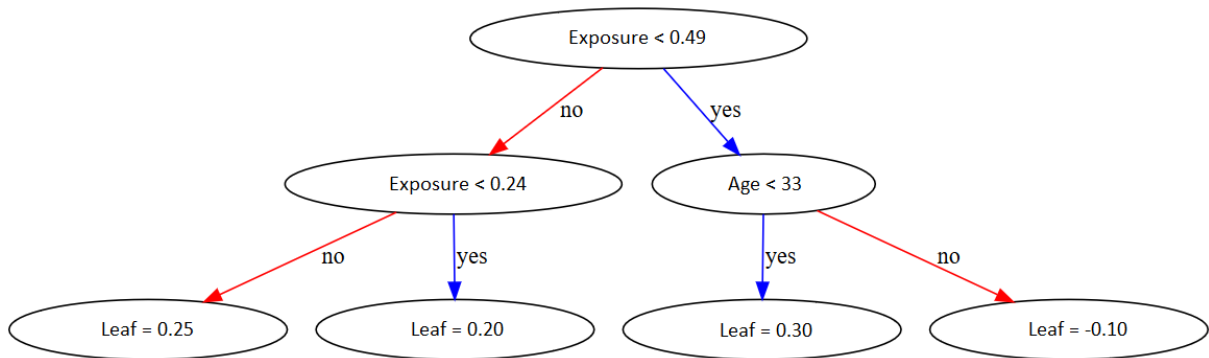 Exposure < 0.49
no
yes
Exposure < 0.24
Age < 33
no
yes
yes
no
Leaf = 0.25
Leaf = 0.20
Leaf = 0.30
Leaf = -0.10